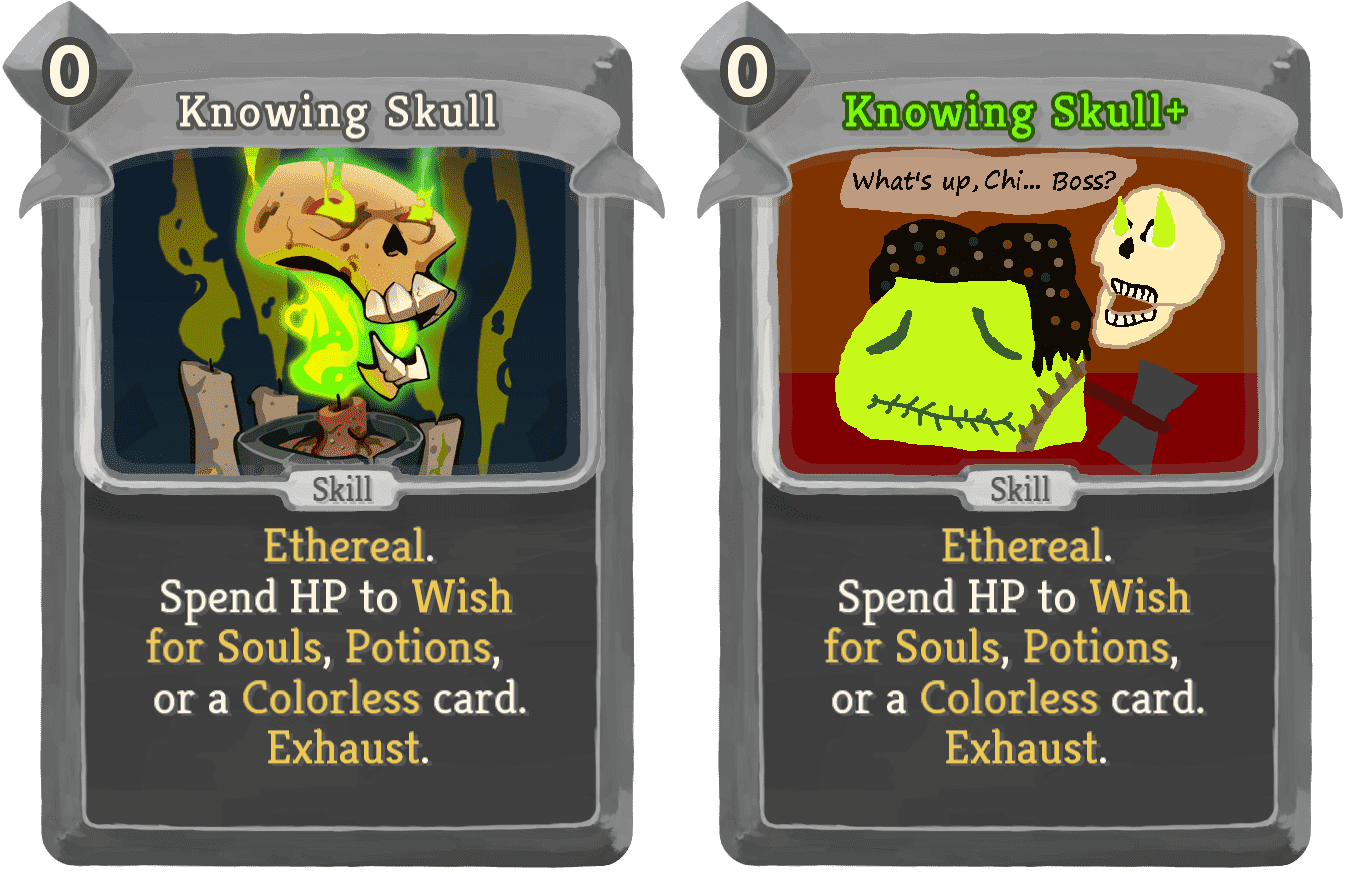 0
Knowing Skull
Skill
Ethereal.
Spend HP to Wish
for Souls, Potions,
or a Colorless card.
Exhaust.
0
Knowing Skull+
What's up, Chi... Boss?
Skill
Ethereal.
Spend HP to Wish
for Souls, Potions,
or a Colorless card.
Exhaust.